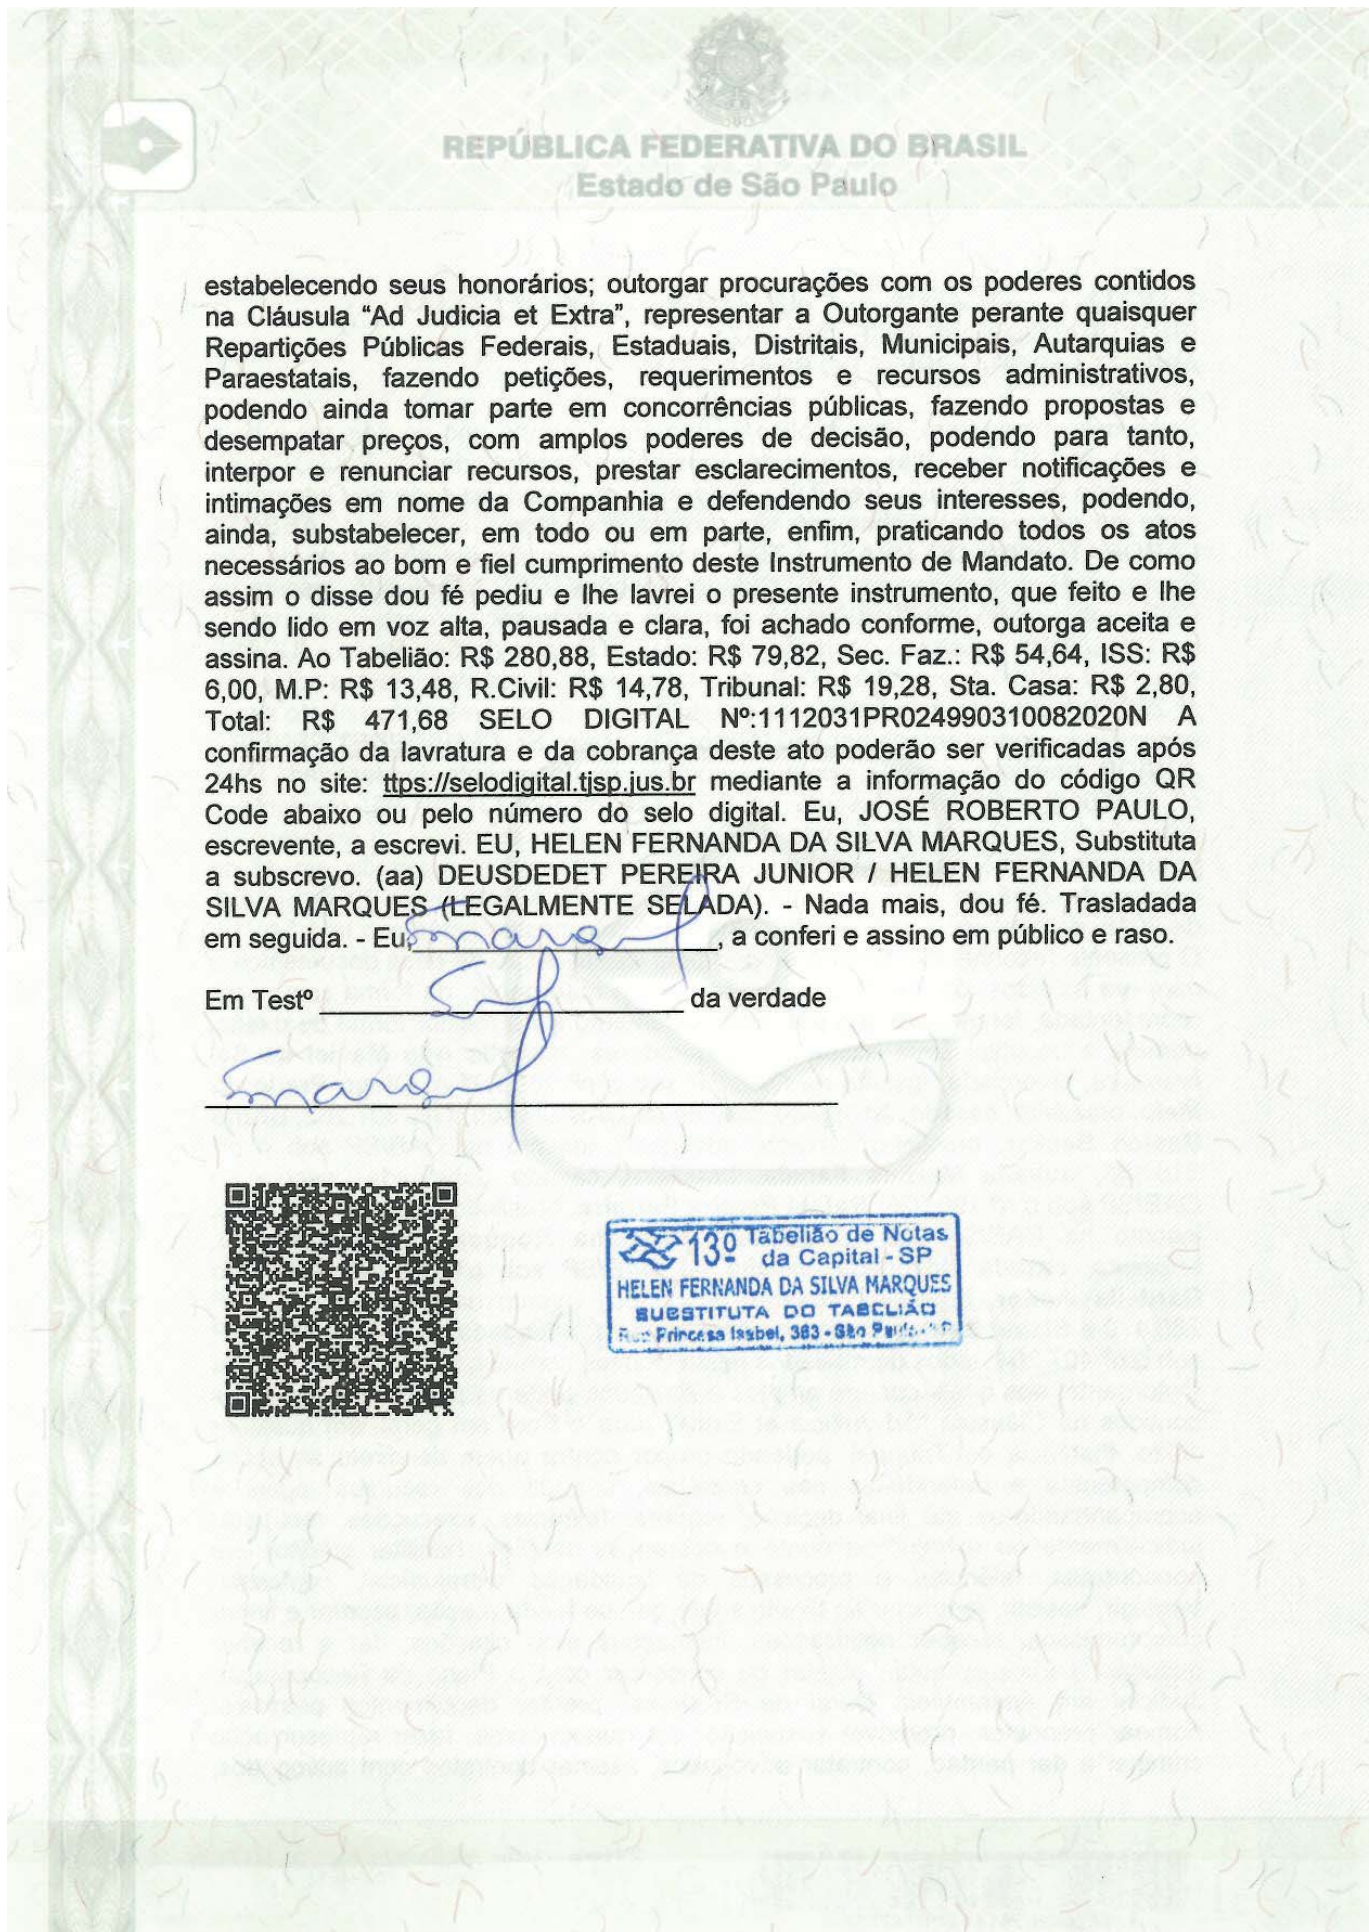 REPÚBLICA FEDERATIVA DO BRASIL
Estado de São Paulo
estabelecendo seus honorários; outorgar procurações com os poderes contidos
na Cláusula “Ad Judicia et Extra”, representar a Outorgante perante quaisquer
Repartições Públicas Federais, Estaduais, Distritais, Municipais, Autarquias e
Paraestatais, fazendo petições, requerimentos e recursos administrativos,
podendo ainda tomar parte em concorrências públicas, fazendo propostas e
desempatar preços, com amplos poderes de decisão, podendo para tanto,
interpor e renunciar recursos, prestar esclarecimentos, receber notificações e
intimações em nome da Companhia e defendendo seus interesses, podendo,
ainda, substabelecer, em todo ou em parte, enfim, praticando todos os atos
necessários ao bom e fiel cumprimento deste Instrumento de Mandato. De como
assim o disse dou fé pediu e lhe lavrei o presente instrumento, que feito e lhe
sendo lido em voz alta, pausada e clara, foi achado conforme, outorga aceita e
assina. Ao Tabelião: R$ 280,88, Estado: R$ 79,82, Sec. Faz.: R$ 54,64, ISS: R$
6,00, M.P: R$ 13,48, R.Civil: R$ 14,78, Tribunal: R$ 19,28, Sta. Casa: R$ 2,80,
Total: R$ 471,68 SELO DIGITAL Nº:1112031PR024990310082020N A
confirmação da lavratura e da cobrança deste ato poderão ser verificadas após
24hs no site: ttps://selodigital.tjsp.jus.br mediante a informação do código QR
Code abaixo ou pelo número do selo digital. Eu, JOSÉ ROBERTO PAULO,
escrevente, a escrevi. EU, HELEN FERNANDA DA SILVA MARQUES, Substituta
a subscrevo. (aa) DEUSDEDET PEREIRA JUNIOR / HELEN FERNANDA DA
SILVA MARQUES (LEGALMENTE SELADA). - Nada mais, dou fé. Trasladada
em seguida. - Eu, , a conferi e assino em público e raso.
Em Testº da verdade
13º Tabelião de Notas
da Capital - SP
HELEN FERNANDA DA SILVA MARQUES
SUBSTITUTA DO TABELIÃO
Rua Princesa Isabel, 363 - São Paulo - SP